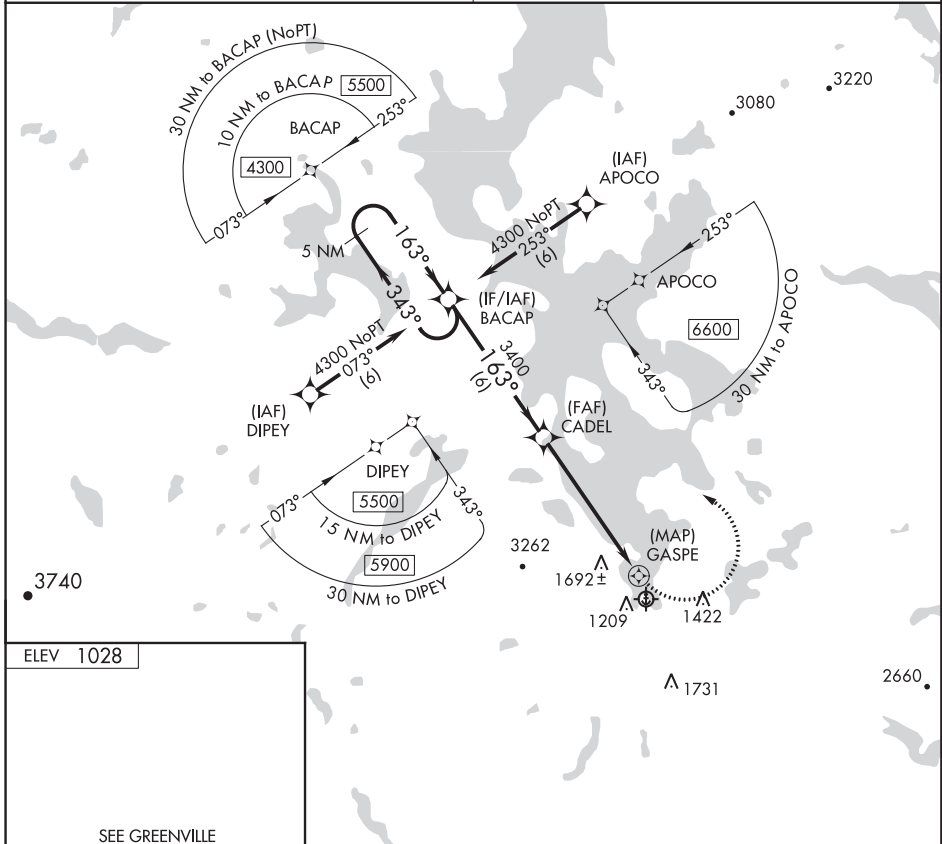 30 NM to BACAP (NoPT)
5500
10 NM to BACAP
BACAP
253°
4300
073°
3220
3080
(IAF)
APOCO
4300 NoPT
253°
(6)
253°
APOCO
6600
343°
30 NM to APOCO
5 NM
163°
343°
(IF/IAF)
BACAP
4300 NoPT
073°
(6)
3400
163°
(6)
(IAF)
DIPEY
(FAF)
CADEL
DIPEY
073°
5500
343°
15 NM to DIPEY
5900
30 NM to DIPEY
(MAP)
GASPE
3262
1692±
3740
1209
1422
ELEV 1028
1731
2660
SEE GREENVILLE